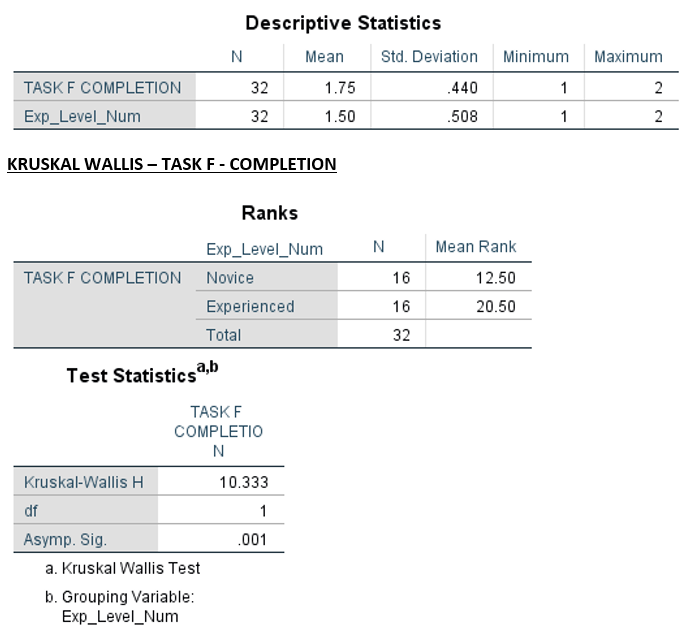 Descriptive Statistics
N Mean Std. Deviation Minimum Maximum
TASK F COMPLETION 32 1.75 .440 1 2
Exp_Level_Num 32 1.50 .508 1 2
KRUSKAL WALLIS – TASK F - COMPLETION
Ranks
Exp_Level_Num N Mean Rank
TASK F COMPLETION Novice 16 12.50
Experienced 16 20.50
Total 32
Test Statistics a,b
TASK F
COMPLETIO
N
Kruskal-Wallis H 10.333
df 1
Asymp. Sig. .001
a. Kruskal Wallis Test
b. Grouping Variable:
Exp_Level_Num